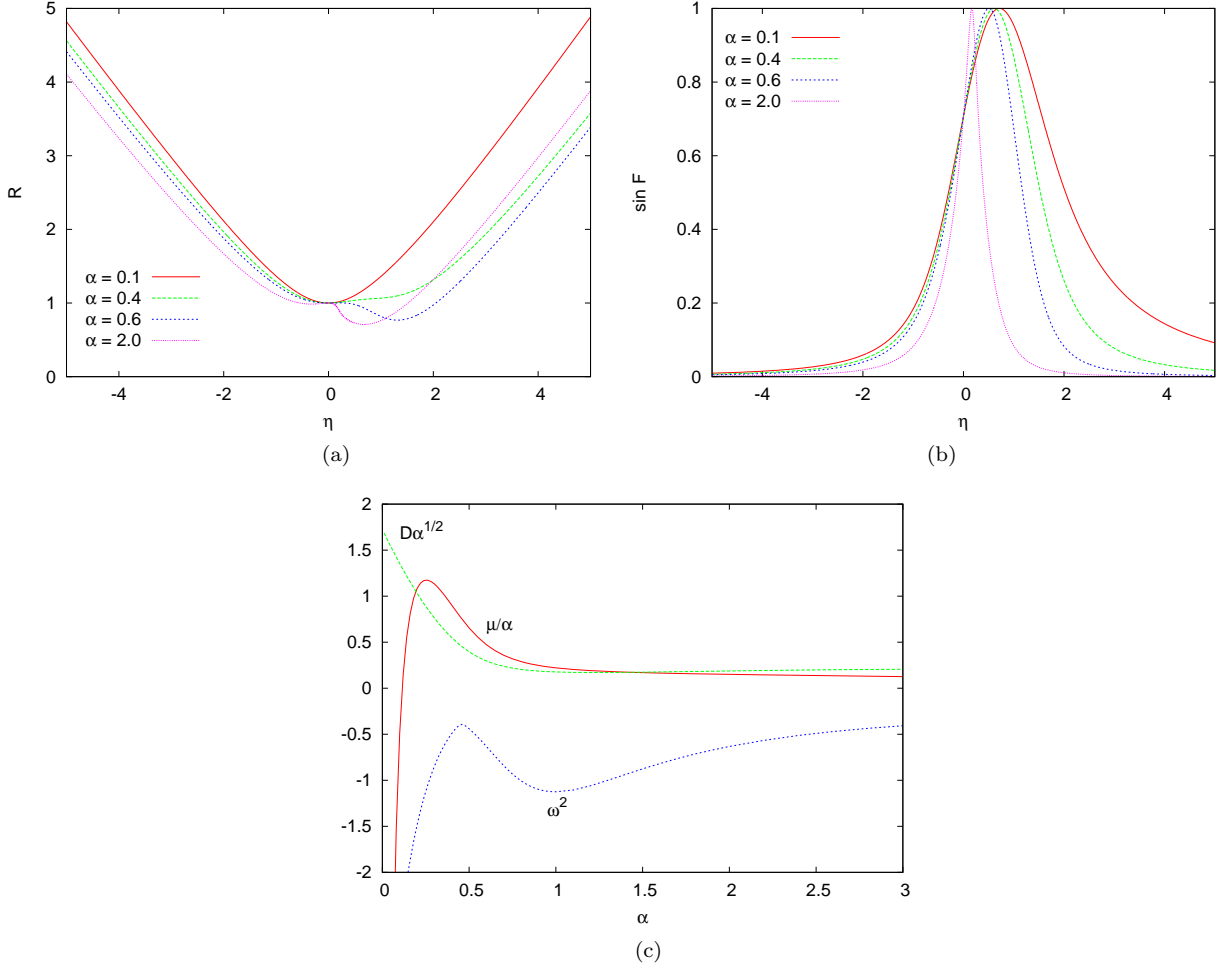 5
4
3
2
1
0
R
α = 0.1
α = 0.4
α = 0.6
α = 2.0
-4 -2 0 2 4
η
(a)
1
0.8
0.6
0.4
0.2
0
sin F
α = 0.1
α = 0.4
α = 0.6
α = 2.0
-4 -2 0 2 4
η
(b)
2
1.5
1
0.5
0
-0.5
-1
-1.5
-2
Dα^{1/2}
μ/α
ω^2
0 0.5 1 1.5 2 2.5 3
α
(c)